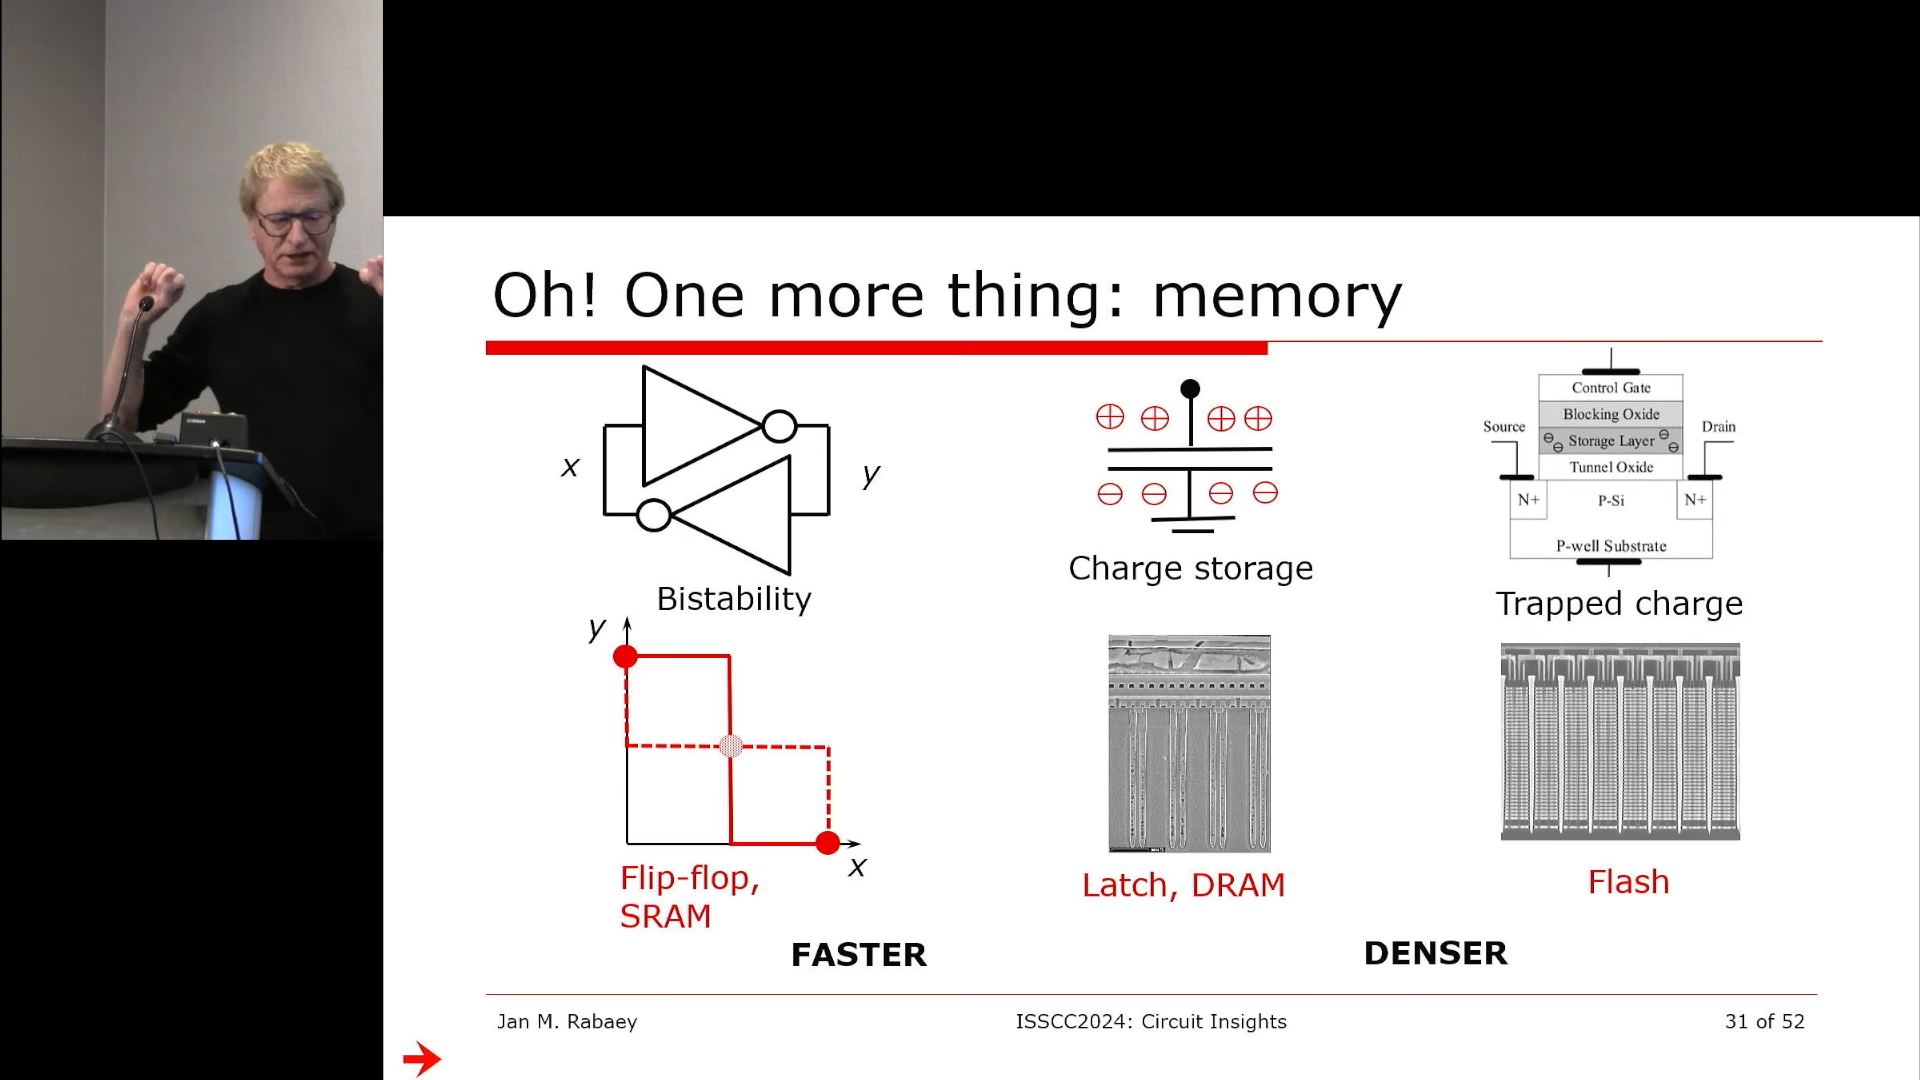 Oh! One more thing: memory
x
y
Bistability
y
x
Flip-flop,
SRAM
Charge storage
Latch, DRAM
Control Gate
Blocking Oxide
Storage Layer
Tunnel Oxide
Source
Drain
N+
P-Si
N+
P-well Substrate
Trapped charge
Flash
FASTER
DENSER
Jan M. Rabaey
ISSCC2024: Circuit Insights
31 of 52